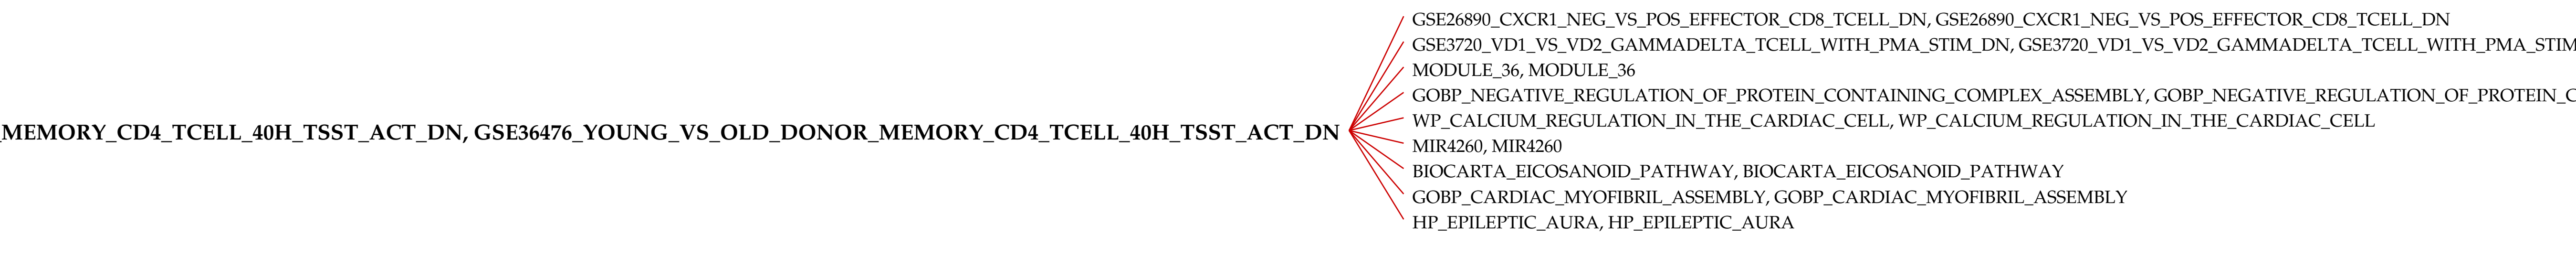 GSE26890_CXCR1_NEG_VS_POS_EFFECTOR_CD8_TCELL_DN, GSE26890_CXCR1_NEG_VS_POS_EFFECTOR_CD8_TCELL_DN
GSE3720_VD1_VS_VD2_GAMMADELTA_TCELL_WITH_PMA_STIM_DN, GSE3720_VD1_VS_VD2_GAMMADELTA_TCELL_WITH_PMA_STIM
MODULE_36, MODULE_36
GOBP_NEGATIVE_REGULATION_OF_PROTEIN_CONTAINING_COMPLEX_ASSEMBLY, GOBP_NEGATIVE_REGULATION_OF_PROTEIN_C
WP_CALCIUM_REGULATION_IN_THE_CARDIAC_CELL, WP_CALCIUM_REGULATION_IN_THE_CARDIAC_CELL
_MEMORY_CD4_TCELL_40H_TSST_ACT_DN, GSE36476_YOUNG_VS_OLD_DONOR_MEMORY_CD4_TCELL_40H_TSST_ACT_DN
MIR4260, MIR4260
BIOCARTA_EICOSANOID_PATHWAY, BIOCARTA_EICOSANOID_PATHWAY
GOBP_CARDIAC_MYOFIBRIL_ASSEMBLY, GOBP_CARDIAC_MYOFIBRIL_ASSEMBLY
HP_EPILEPTIC_AURA, HP_EPILEPTIC_AURA